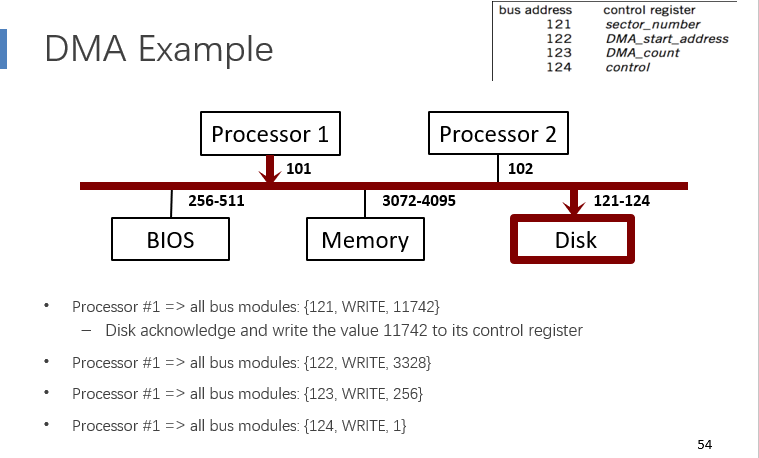 bus address control register
121 sector_number
122 DMA_start_address
123 DMA_count
124 control
DMA Example
Processor 1
Processor 2
101
102
256-511
3072-4095
121-124
BIOS
Memory
Disk
• Processor #1 => all bus modules: {121, WRITE, 11742}
– Disk acknowledge and write the value 11742 to its control register
• Processor #1 => all bus modules: {122, WRITE, 3328}
• Processor #1 => all bus modules: {123, WRITE, 256}
• Processor #1 => all bus modules: {124, WRITE, 1}
54